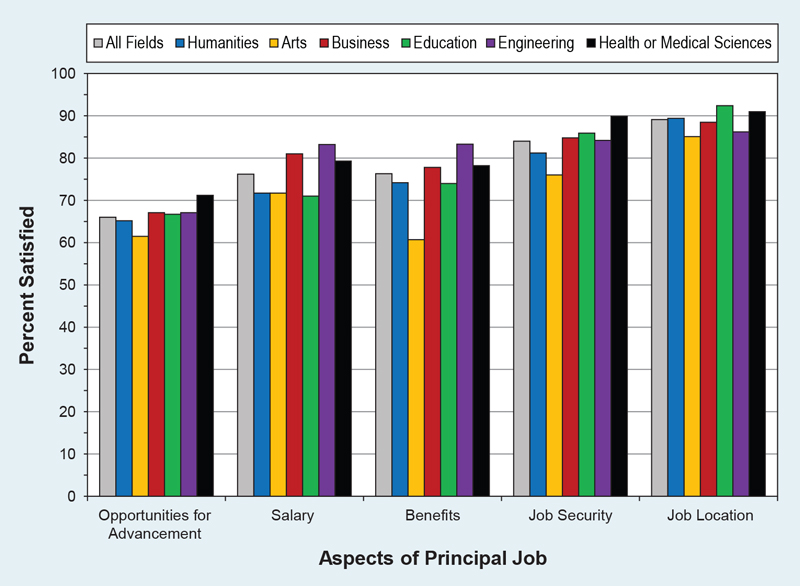 All Fields Humanities Arts Business Education Engineering Health or Medical Sciences
100
90
80
70
60
50
40
30
20
10
0
Percent Satisfied
Opportunities for
Advancement
Salary
Benefits
Job Security
Job Location
Aspects of Principal Job